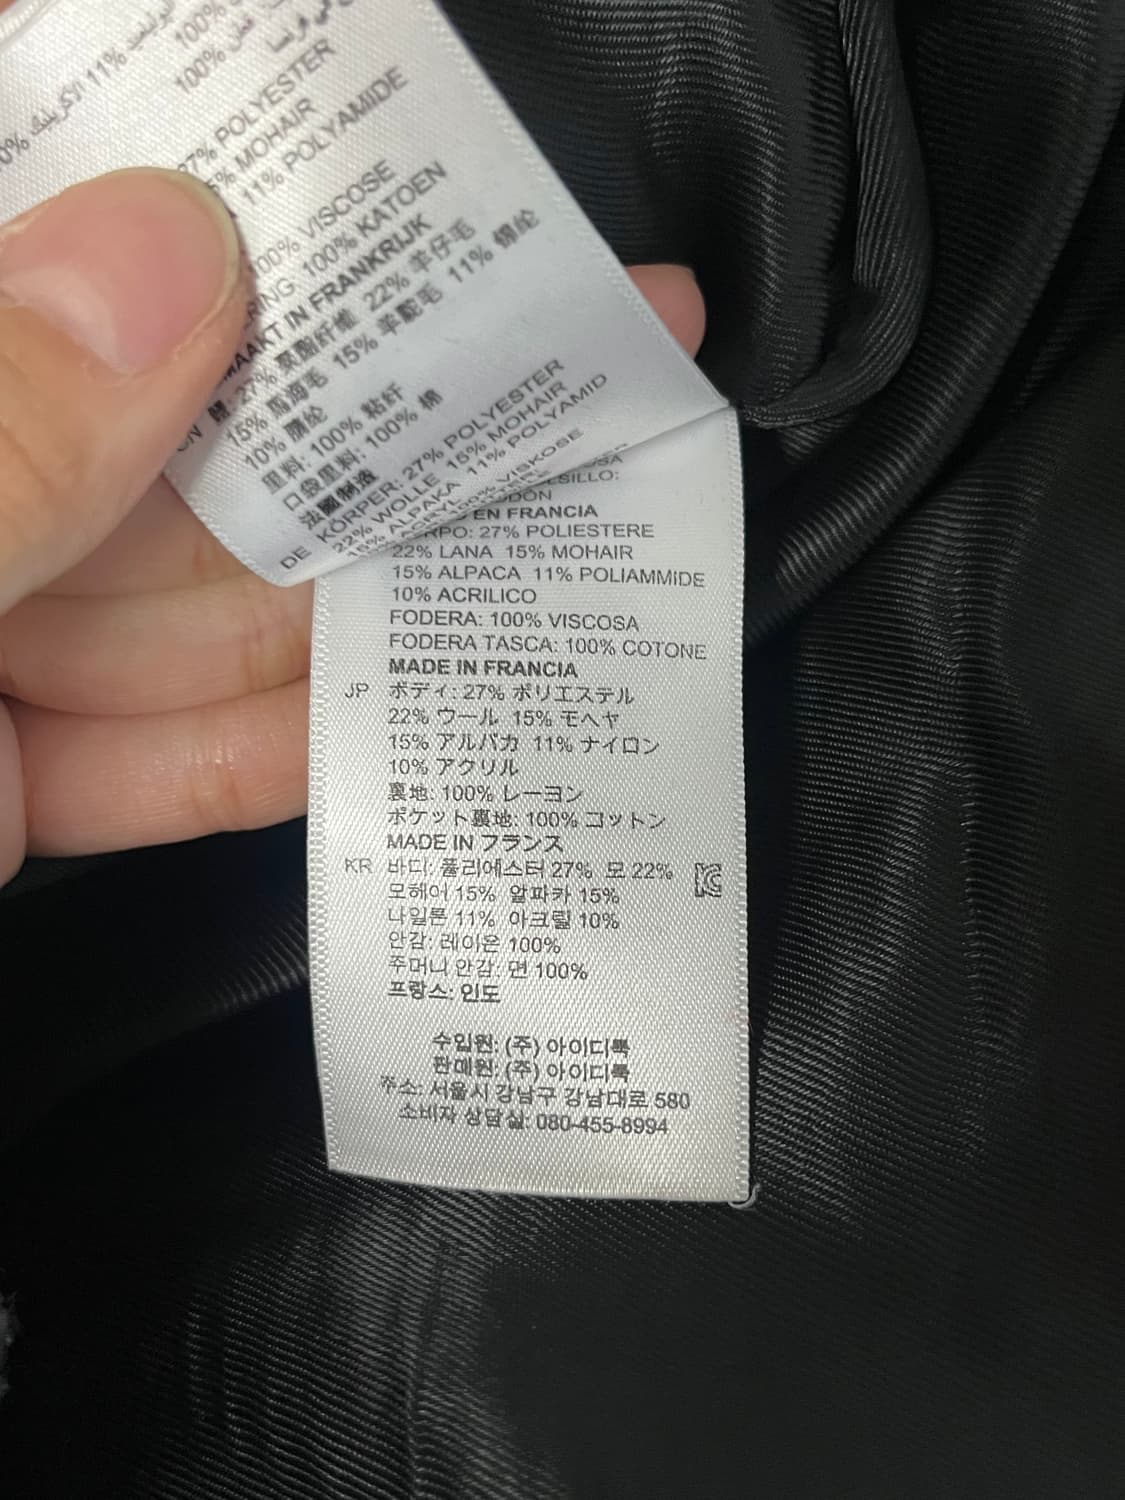 100%
11%
100%
27% POLYESTER
MOHAIR
11% POLYAMIDE
100% VISCOSE
100% KATOEN
MAAKT IN FRANKRIJK
27% 聚酯纤维 22% 羊仔毛
15% 羊驼毛 11% 锦纶
10% 腈纶
里料: 100% 粘纤
口袋里料: 100% 棉
法國制造
DE KÖRPER: 27% POLYESTER
22% WOLLE 15% MOHAIR
15% ALPAKA 11% POLYAMID
VISKOSE
EN FRANCIA
RPO: 27% POLIESTERE
22% LANA 15% MOHAIR
15% ALPACA 11% POLIAMMIDE
10% ACRILICO
FODERA: 100% VISCOSA
FODERA TASCA: 100% COTONE
MADE IN FRANCIA
JP ボディ: 27% ポリエステル
22% ウール 15% モヘヤ
15% アルバカ 11% ナイロン
10% アクリル
裏地: 100% レーヨン
ポケット裏地: 100% コットン
MADE IN フランス
KR 바디: 폴리에스터 27% 모 22%
모헤어 15% 알파카 15%
나일론 11% 아크릴 10%
안감: 레이온 100%
주머니 안감: 면 100%
프랑스: 인도
수입원: (주) 아이디룩
판매원: (주) 아이디룩
주소: 서울시 강남구 강남대로 580
소비자 상담실: 080-455-8994